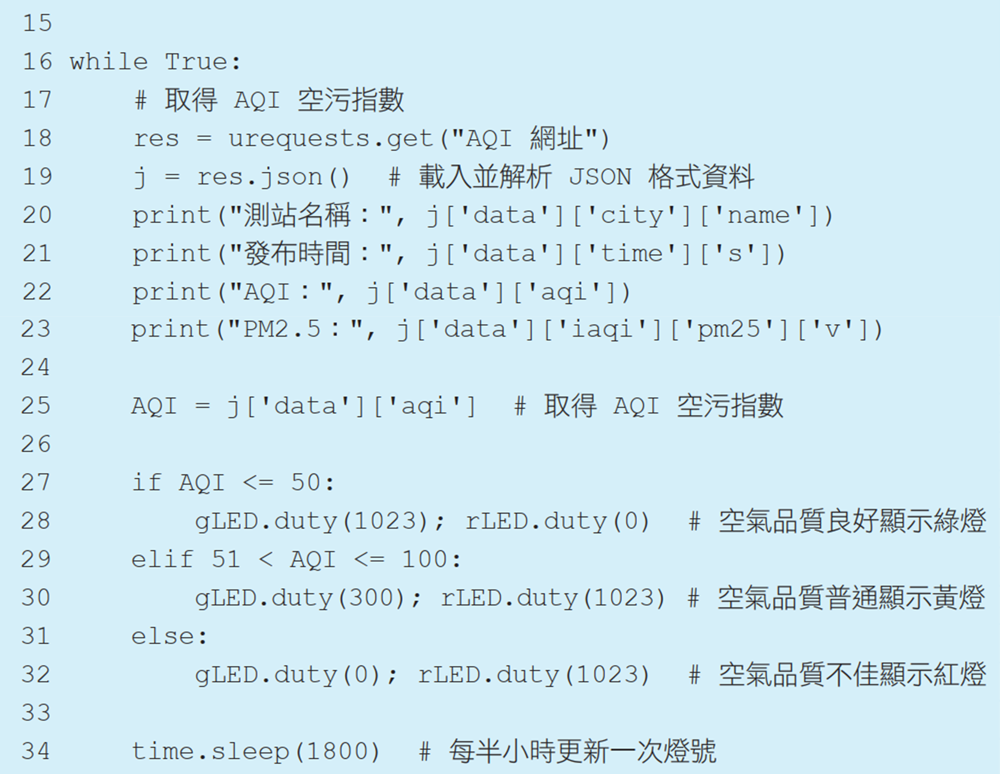 15
16 while True:
17     # 取得 AQI 空污指數
18     res = urequests.get("AQI 網址")
19     j = res.json()  # 載入並解析 JSON 格式資料
20     print("測站名稱：", j['data']['city']['name'])
21     print("發布時間：", j['data']['time']['s'])
22     print("AQI：", j['data']['aqi'])
23     print("PM2.5：", j['data']['iaqi']['pm25']['v'])
24
25     AQI = j['data']['aqi']  # 取得 AQI 空污指數
26
27     if AQI <= 50:
28         gLED.duty(1023); rLED.duty(0)  # 空氣品質良好顯示綠燈
29     elif 51 < AQI <= 100:
30         gLED.duty(300); rLED.duty(1023) # 空氣品質普通顯示黃燈
31     else:
32         gLED.duty(0); rLED.duty(1023)  # 空氣品質不佳顯示紅燈
33
34     time.sleep(1800)  # 每半小時更新一次燈號